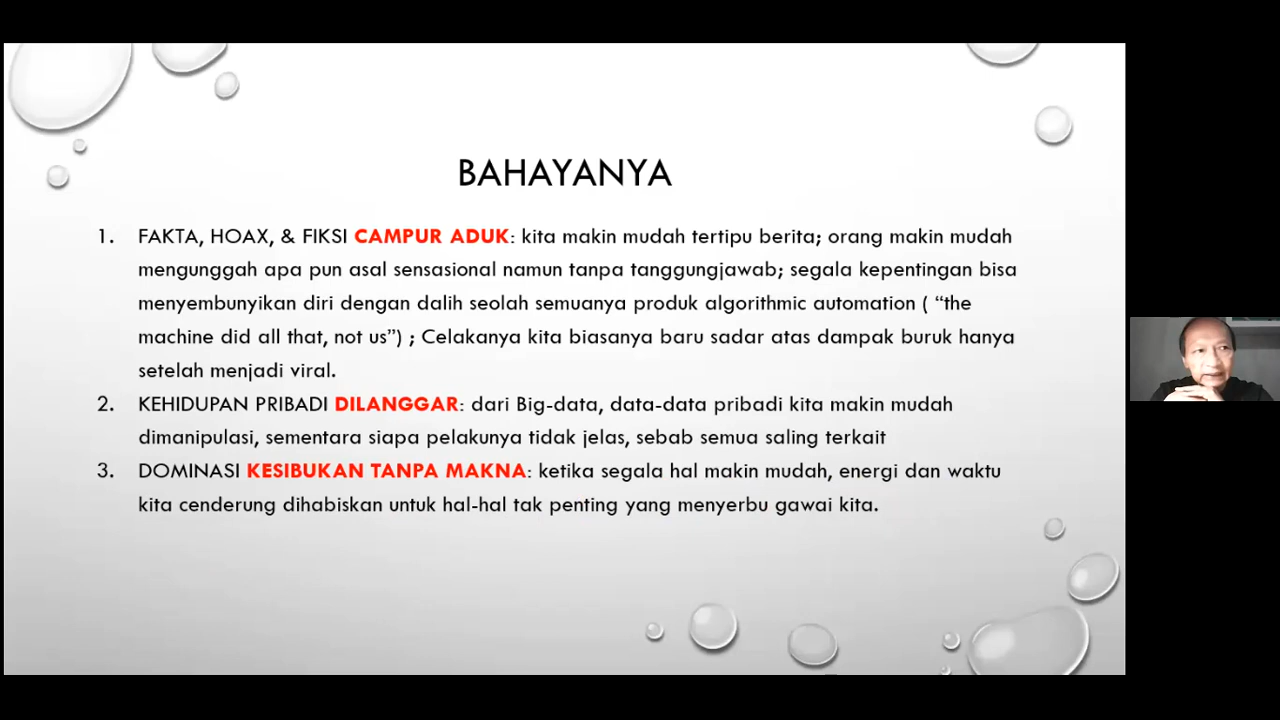 BAHAYANYA
1. FAKTA, HOAX, & FIKSI CAMPUR ADUK: kita makin mudah tertipu berita; orang makin mudah
mengunggah apa pun asal sensasional namun tanpa tanggungjawab; segala kepentingan bisa
menyembunyikan diri dengan dalih seolah semuanya produk algorithmic automation ( “the
machine did all that, not us”) ; Celakanya kita biasanya baru sadar atas dampak buruk hanya
setelah menjadi viral.
2. KEHIDUPAN PRIBADI DILANGGAR: dari Big-data, data-data pribadi kita makin mudah
dimanipulasi, sementara siapa pelakunya tidak jelas, sebab semua saling terkait
3. DOMINASI KESIBUKAN TANPA MAKNA: ketika segala hal makin mudah, energi dan waktu
kita cenderung dihabiskan untuk hal-hal tak penting yang menyerbu gawai kita.